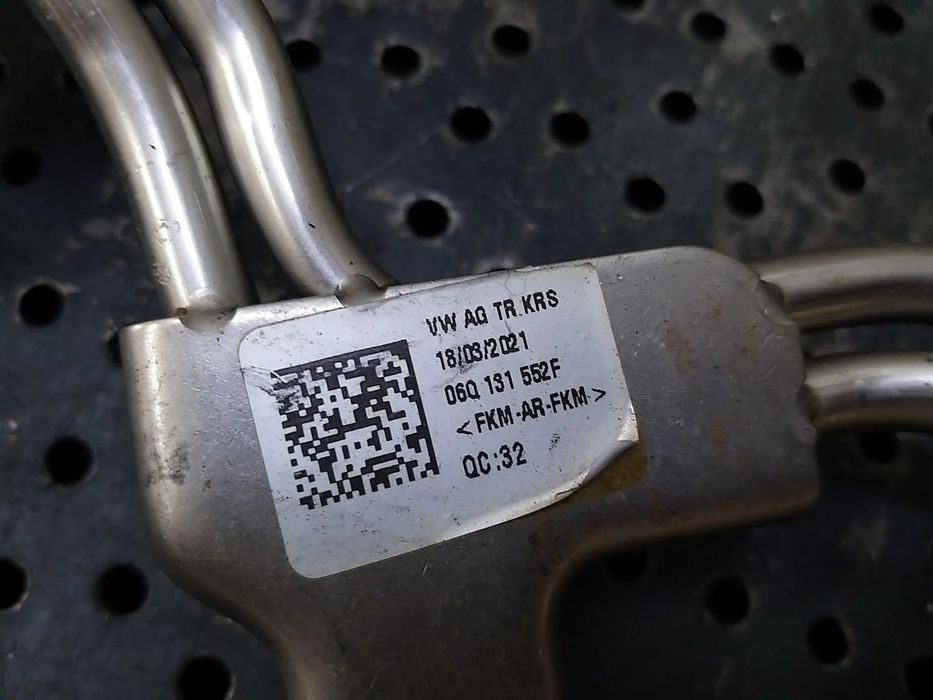 VW AG TR KRS
18/03/2021
06Q 131 552F
<FKM-AR-FKM>
QC:32